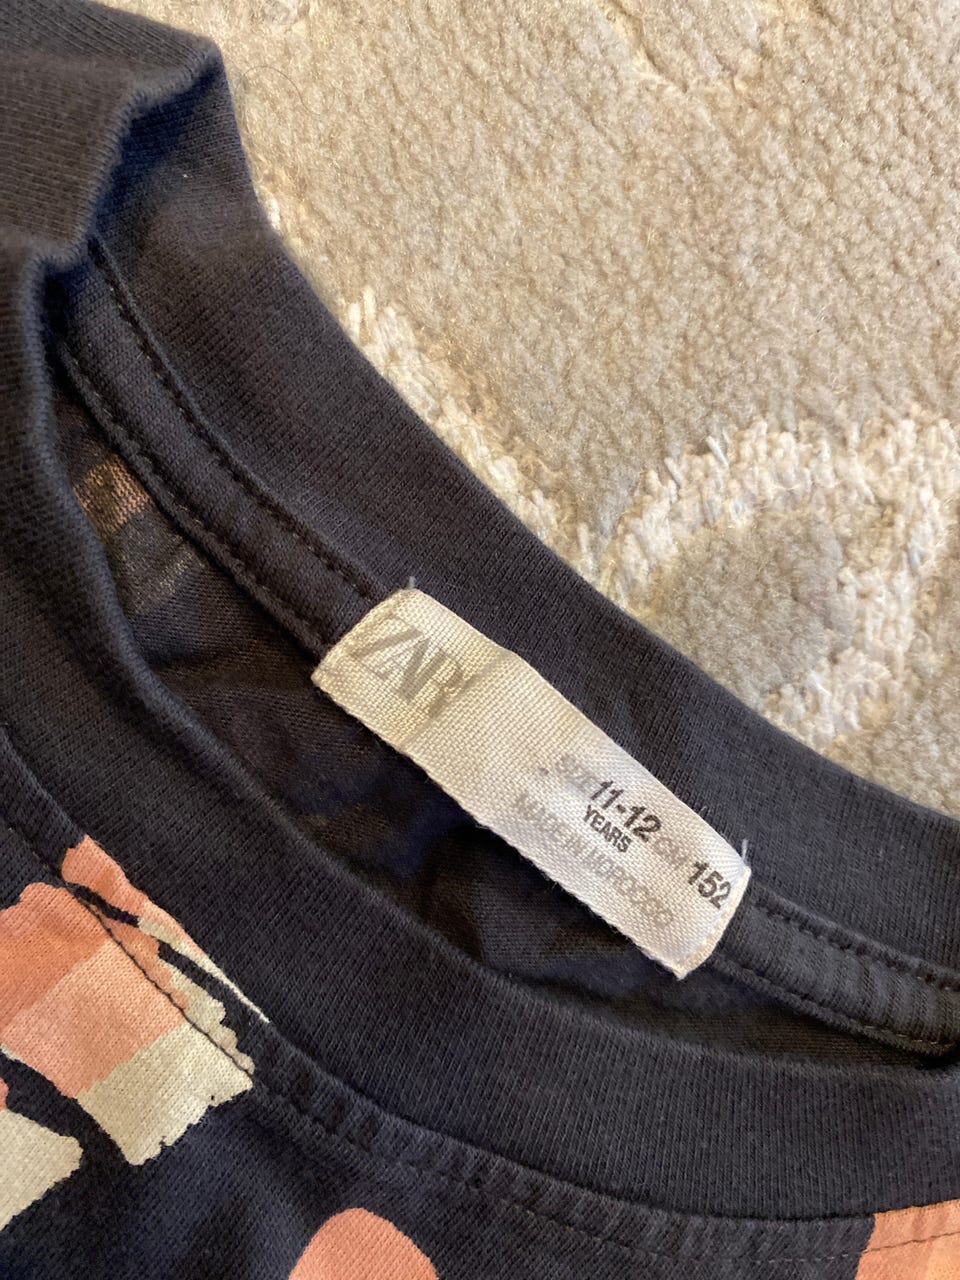 ZARA
SIZE 11-12 CM 152
YEARS
MADE IN MOROCCO